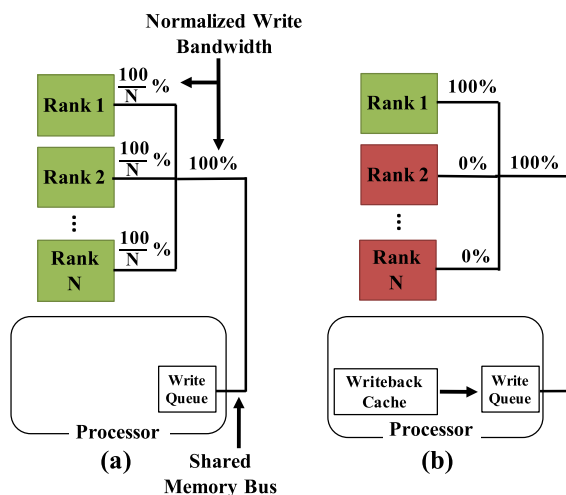 Normalized Write
Bandwidth
100
N
%
Rank 1
100
N
%
Rank 2
100%
...
100
N
%
Rank
N
Write
Queue
Processor
(a)
Shared
Memory Bus
100%
Rank 1
0%
100%
Rank 2
...
0%
Rank
N
Writeback
Cache
Write
Queue
Processor
(b)